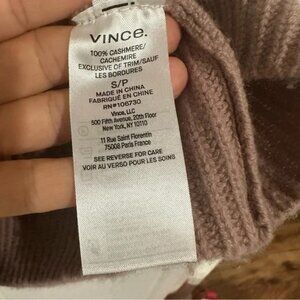 VINCE.
100% CASHMERE/
CACHEMIRE
EXCLUSIVE OF TRIM/SAUF
LES BORDURES
S/P
MADE IN CHINA
FABRIQUÉ EN CHINE
RN#106730
Vince, LLC
500 Fifth Avenue, 20th Floor
New York, NY 10110
11 Rue Saint Florentin
75008 Paris France
SEE REVERSE FOR CARE
VOIR AU VERSO POUR LES SOINS